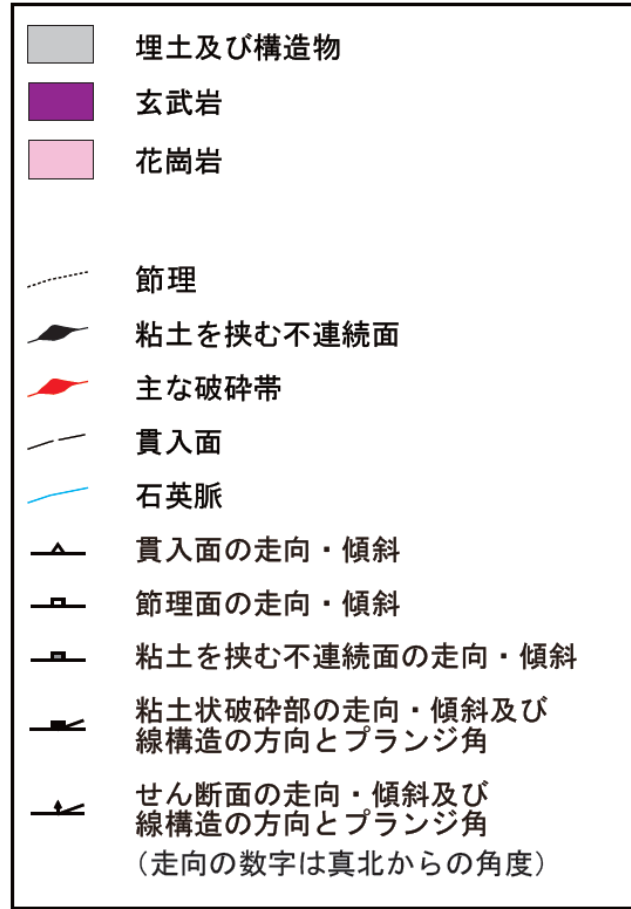 埋土及び構造物
玄武岩
花崗岩
節理
粘土を挟む不連続面
主な破砕帯
貫入面
石英脈
貫入面の走向・傾斜
節理面の走向・傾斜
粘土を挟む不連続面の走向・傾斜
粘土状破砕部の走向・傾斜及び
線構造の方向とプランジ角
せん断面の走向・傾斜及び
線構造の方向とプランジ角
（走向の数字は真北からの角度）